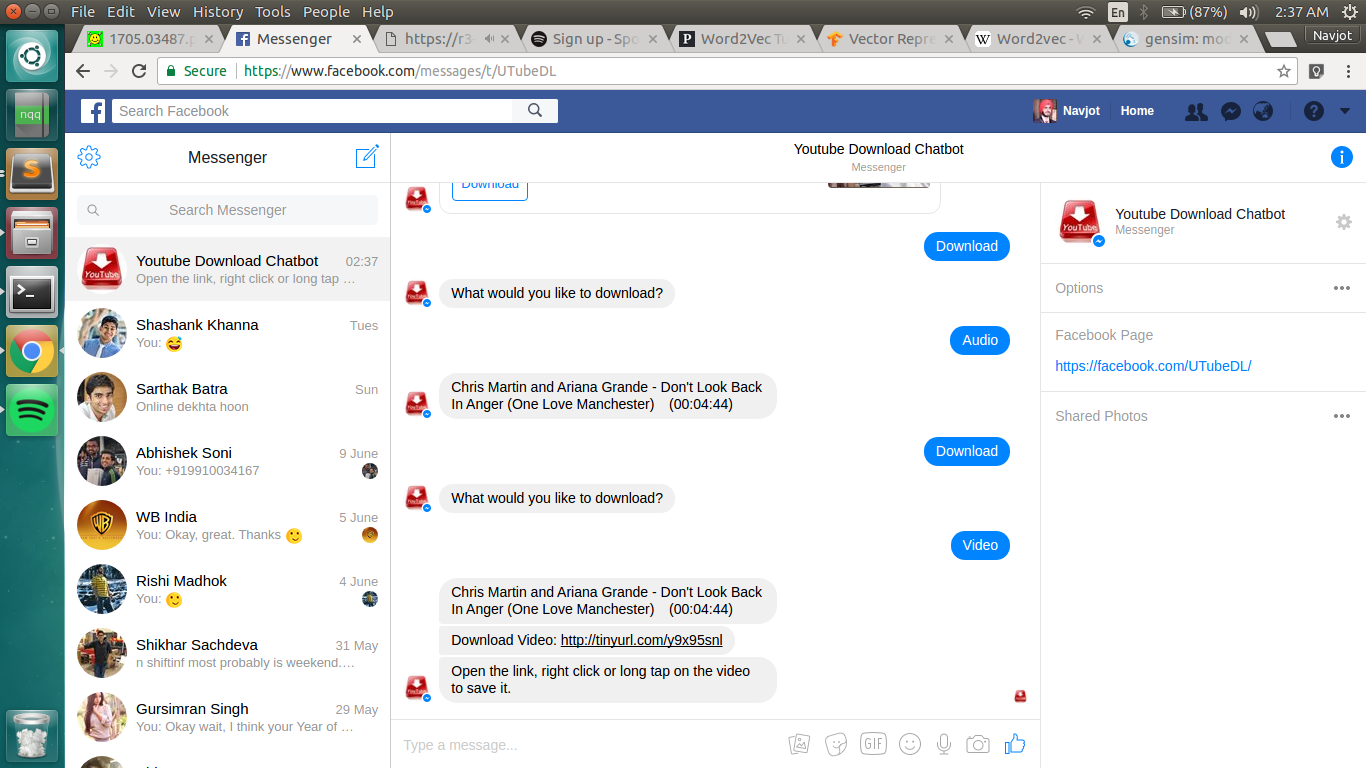 File Edit View History Tools People Help
En
(87%)
2:37 AM
1705.03487.p
Messenger
https://r3-
Sign up - Spo
Word2Vec Tu
Vector Repre
Word2vec - W
gensim: mod
Navjot
Secure
https://www.facebook.com/messages/t/UTubeDL
nqq
Search Facebook
Navjot
Home
Messenger
Youtube Download Chatbot
Messenger
Search Messenger
Youtube Download Chatbot
02:37
Open the link, right click or long tap …
Shashank Khanna
Tues
You:
Sarthak Batra
Sun
Online dekhta hoon
Abhishek Soni
9 June
You: +919910034167
WB India
5 June
You: Okay, great. Thanks
Rishi Madhok
4 June
You:
Shikhar Sachdeva
31 May
n shiftinf most probably is weekend.…
Gursimran Singh
29 May
You: Okay wait, I think your Year of …
Download
Download
What would you like to download?
Audio
Chris Martin and Ariana Grande - Don't Look Back
In Anger (One Love Manchester) (00:04:44)
Download
What would you like to download?
Video
Chris Martin and Ariana Grande - Don't Look Back
In Anger (One Love Manchester) (00:04:44)
Download Video: http://tinyurl.com/y9x95snl
Open the link, right click or long tap on the video
to save it.
Type a message...
GIF
YouTube
Youtube Download Chatbot
Messenger
Options
Facebook Page
https://facebook.com/UTubeDL/
Shared Photos